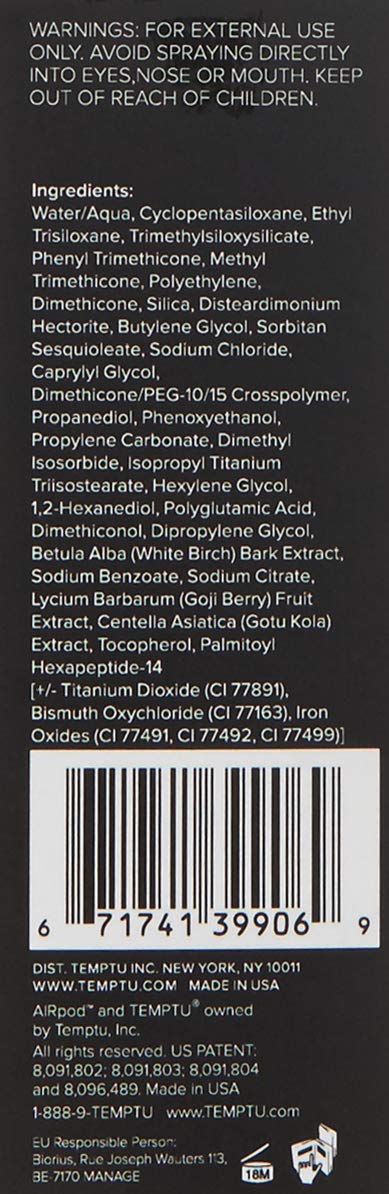 WARNINGS: FOR EXTERNAL USE
ONLY. AVOID SPRAYING DIRECTLY
INTO EYES,NOSE OR MOUTH. KEEP
OUT OF REACH OF CHILDREN.
Ingredients:
Water/Aqua, Cyclopentasiloxane, Ethyl
Trisiloxane, Trimethylsiloxysilicate,
Phenyl Trimethicone, Methyl
Trimethicone, Polyethylene,
Dimethicone, Silica, Disteardimonium
Hectorite, Butylene Glycol, Sorbitan
Sesquioleate, Sodium Chloride,
Caprylyl Glycol,
Dimethicone/PEG-10/15 Crosspolymer,
Propanediol, Phenoxyethanol,
Propylene Carbonate, Dimethyl
Isosorbide, Isopropyl Titanium
Triisostearate, Hexylene Glycol,
1,2-Hexanediol, Polyglutamic Acid,
Dimethiconol, Dipropylene Glycol,
Betula Alba (White Birch) Bark Extract,
Sodium Benzoate, Sodium Citrate,
Lycium Barbarum (Goji Berry) Fruit
Extract, Centella Asiatica (Gotu Kola)
Extract, Tocopherol, Palmitoyl
Hexapeptide-14
[+/- Titanium Dioxide (CI 77891),
Bismuth Oxychloride (CI 77163), Iron
Oxides (CI 77491, CI 77492, CI 77499)]
6 71741 39906 9
DIST. TEMPTU INC. NEW YORK, NY 10011
WWW.TEMPTU.COM MADE IN USA
AIRpod™ and TEMPTU® owned
by Temptu, Inc.
All rights reserved. US PATENT:
8,091,802; 8,091,803; 8,091,804
and 8,096,489. Made in USA
1-888-9-TEMPTU www.TEMPTU.com
EU Responsible Person:
Biorius, Rue Joseph Wauters 113,
BE-7170 MANAGE
18M